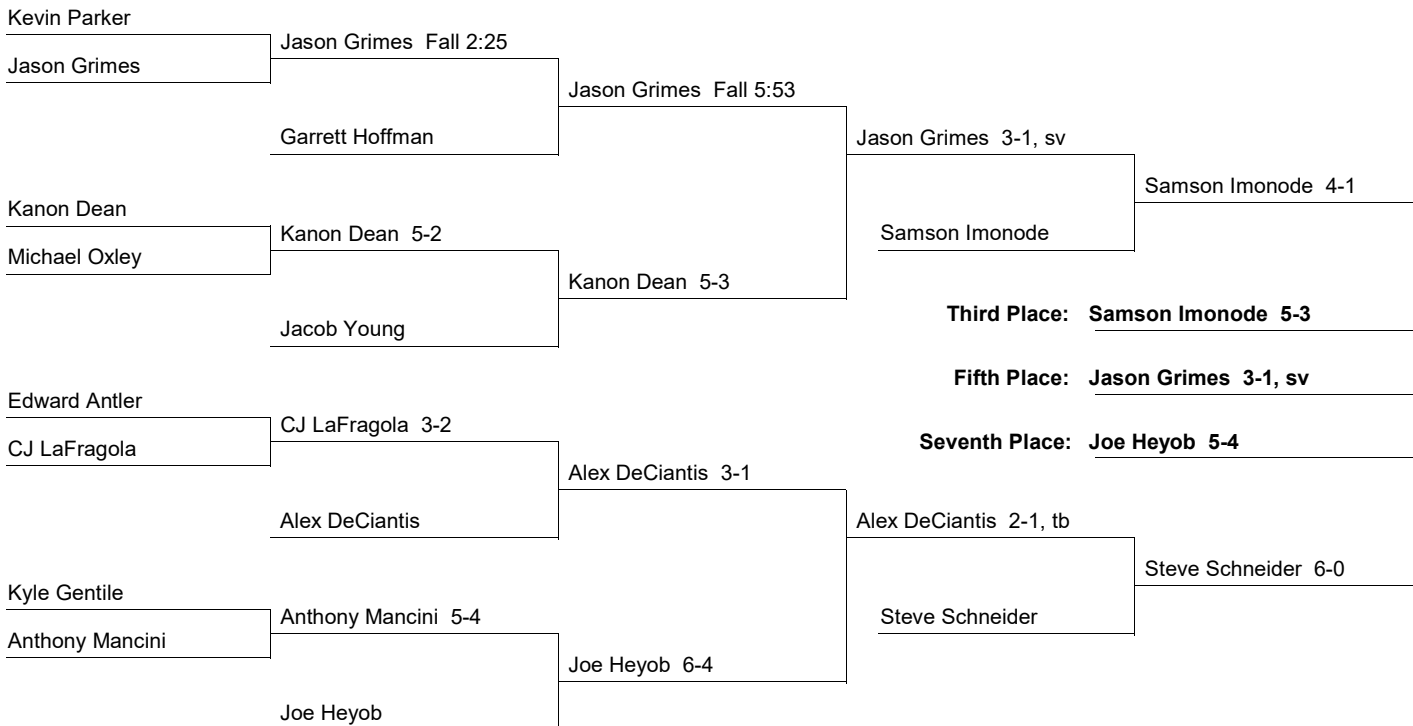 Kevin Parker
Jason Grimes Fall 2:25
Jason Grimes
Jason Grimes Fall 5:53
Garrett Hoffman
Jason Grimes 3-1, sv
Samson Imonode 4-1
Kanon Dean
Kanon Dean 5-2
Samson Imonode
Michael Oxley
Kanon Dean 5-3
Third Place: Samson Imonode 5-3
Jacob Young
Fifth Place: Jason Grimes 3-1, sv
Edward Antler
CJ LaFragola 3-2
Seventh Place: Joe Heyob 5-4
CJ LaFragola
Alex DeCiantis 3-1
Alex DeCiantis
Alex DeCiantis 2-1, tb
Steve Schneider 6-0
Kyle Gentile
Anthony Mancini 5-4
Steve Schneider
Anthony Mancini
Joe Heyob 6-4
Joe Heyob